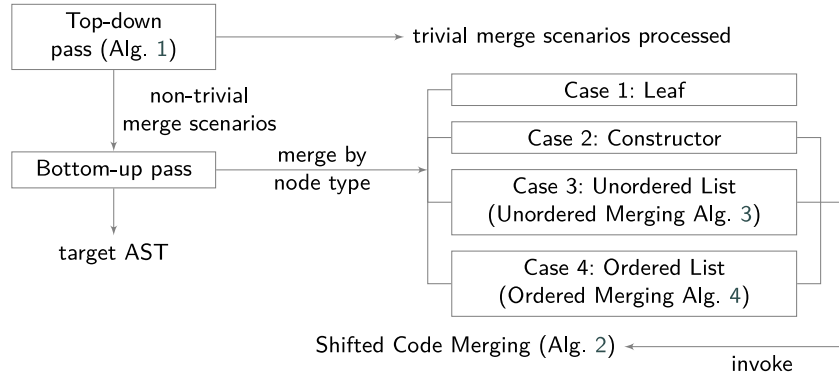 Top-down
pass (Alg. 1)
trivial merge scenarios processed
non-trivial
merge scenarios
Case 1: Leaf
Case 2: Constructor
Bottom-up pass
merge by
node type
Case 3: Unordered List
(Unordered Merging Alg. 3)
target AST
Case 4: Ordered List
(Ordered Merging Alg. 4)
Shifted Code Merging (Alg. 2)
invoke